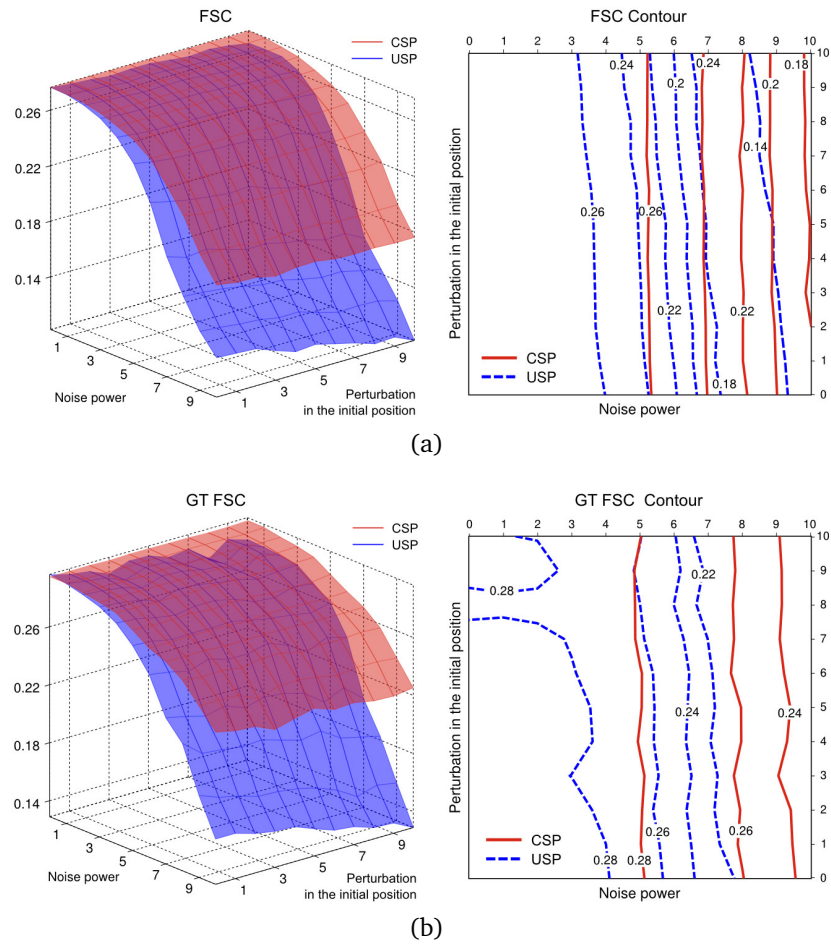 FSC
CSP
USP
0.26
0.22
0.18
0.14
1
3
5
7
9
Noise power
1
3
5
7
9
Perturbation
in the initial position
FSC Contour
0 1 2 3 4 5 6 7 8 9 10
0.24 0.24 0.18
0.2 0.2
0.14
0.26 0.26
0.22 0.22
0.18
10
9
8
7
6
5
4
3
2
1
0
Perturbation in the initial position
CSP
USP
Noise power
(a)
GT FSC
CSP
USP
0.26
0.22
0.18
0.14
1
3
5
7
9
Noise power
1
3
5
7
9
Perturbation
in the initial position
GT FSC Contour
0 1 2 3 4 5 6 7 8 9 10
0.28 0.22
0.24 0.24
0.26 0.26
0.28 0.28
10
9
8
7
6
5
4
3
2
1
0
Perturbation in the initial position
CSP
USP
Noise power
(b)